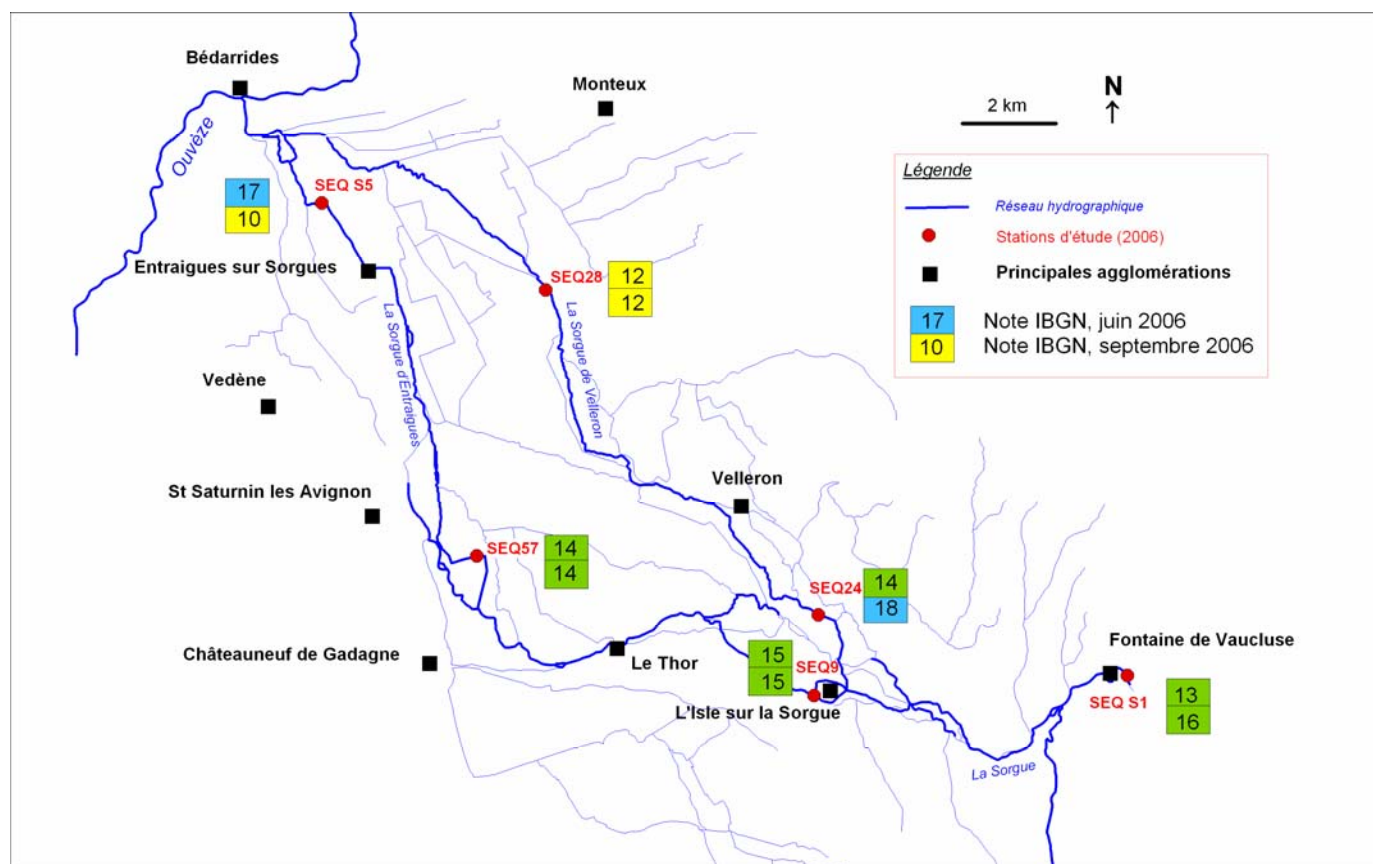 Bédarrides
Monteux
N
2 km
Ouvèze
Légende
Réseau hydrographique
Stations d'étude (2006)
Principales agglomérations
17
Note IBGN, juin 2006
10
Note IBGN, septembre 2006
SEQ S5
17
10
Entraigues sur Sorgues
SEQ28
12
12
La Sorgue d'Entraigues
La Sorgue de Velleron
Vedène
Velleron
St Saturnin les Avignon
SEQ57
14
14
SEQ24
14
18
Châteauneuf de Gadagne
Le Thor
15
15
SEQ9
L'Isle sur la Sorgue
Fontaine de Vaucluse
SEQ S1
13
16
La Sorgue